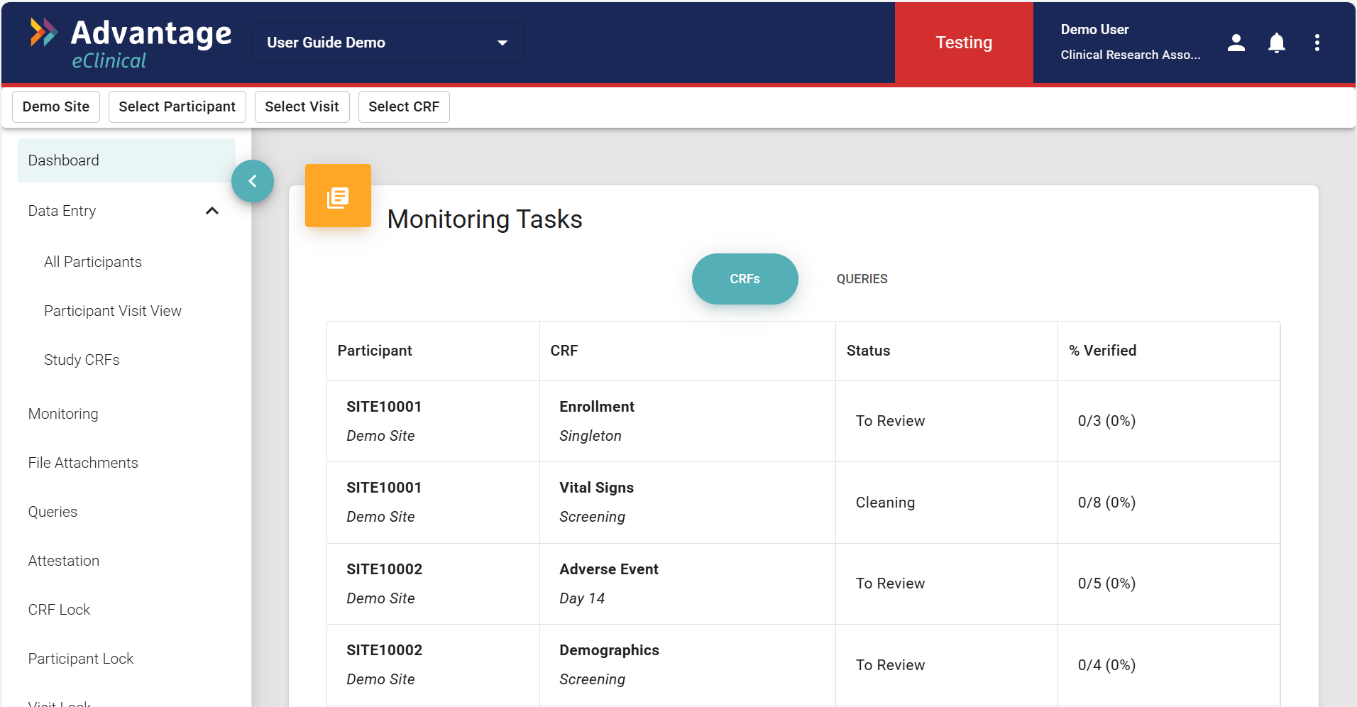 Advantage
eClinical
User Guide Demo
Testing
Demo User
Clinical Research Asso...
Demo Site
Select Participant
Select Visit
Select CRF
Dashboard
Data Entry
All Participants
Participant Visit View
Study CRFs
Monitoring
File Attachments
Queries
Attestation
CRF Lock
Participant Lock
Visit Lock
Monitoring Tasks
CRFs
QUERIES
Participant CRF Status % Verified
SITE10001 Enrollment
Demo Site Singleton
To Review 0/3 (0%)
SITE10001 Vital Signs
Demo Site Screening
Cleaning 0/8 (0%)
SITE10002 Adverse Event
Demo Site Day 14
To Review 0/5 (0%)
SITE10002 Demographics
Demo Site Screening
To Review 0/4 (0%)